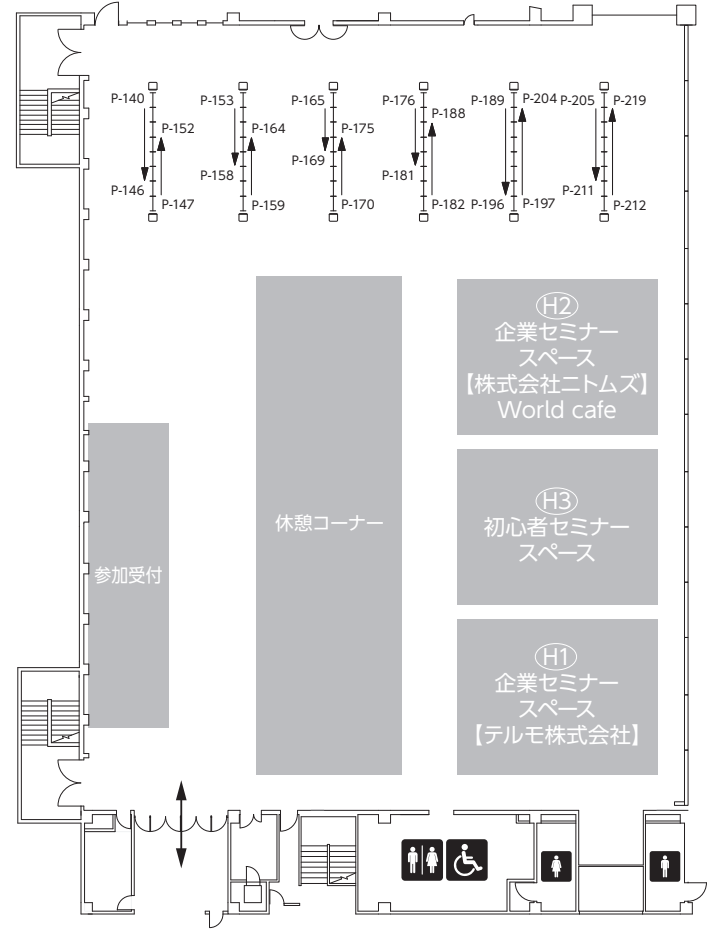 P-140
P-152
P-146
P-147
P-153
P-164
P-158
P-159
P-165
P-175
P-169
P-170
P-176
P-188
P-181
P-182
P-189
P-204
P-196
P-197
P-205
P-219
P-211
P-212
H2
企業セミナー
スペース
【株式会社ニトムズ】
World cafe
H3
初心者セミナー
スペース
休憩コーナー
参加受付
H1
企業セミナー
スペース
【テルモ株式会社】